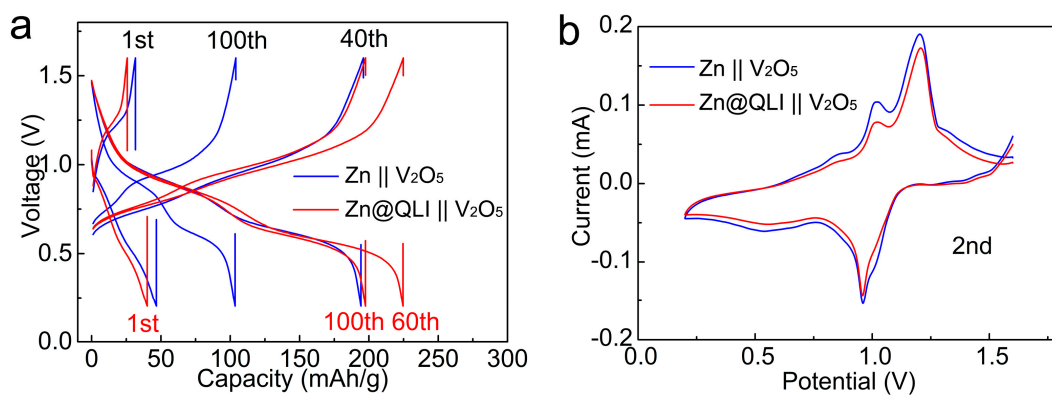 a
1st 100th 40th
1.5
1.0
0.5
0.0
Voltage (V)
Zn || V₂O₅
Zn@QLI || V₂O₅
1st 100th 60th
0 50 100 150 200 250 300
Capacity (mAh/g)
b
0.2
0.1
0.0
-0.1
-0.2
Current (mA)
Zn || V₂O₅
Zn@QLI || V₂O₅
2nd
0.0 0.5 1.0 1.5
Potential (V)